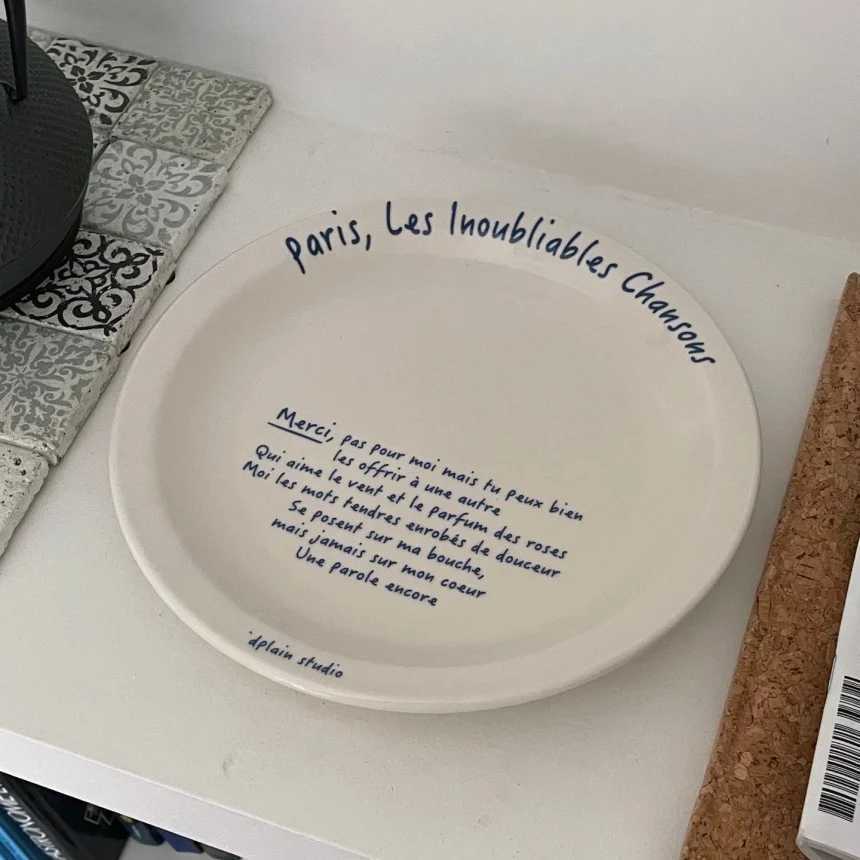 Paris, Les Inoubliables Chansons
Merci, pas pour moi mais tu peux bien
les offrir à une autre
Qui aime le vent et le parfum des roses
Moi les mots tendres enrobés de douceur
Se posent sur ma bouche,
mais jamais sur mon coeur
Une parole encore
'dplain studio